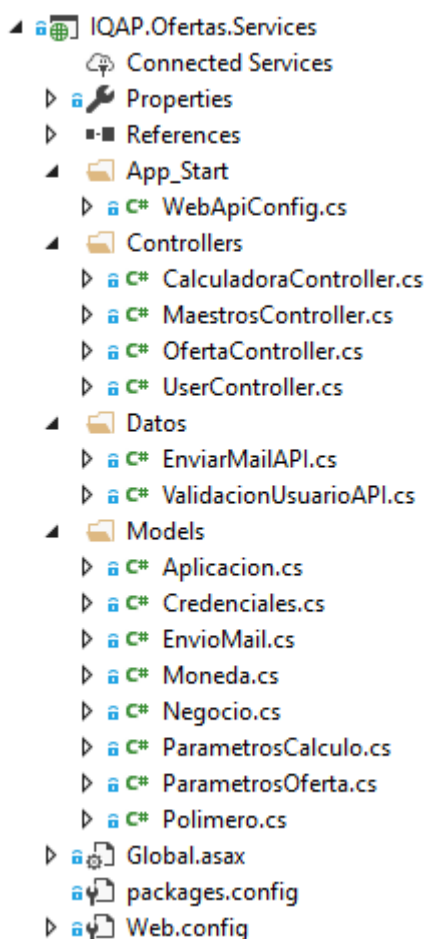 IQAP.Ofertas.Services
Connected Services
Properties
References
App_Start
C# WebApiConfig.cs
Controllers
C# CalculadoraController.cs
C# MaestrosController.cs
C# OfertaController.cs
C# UserController.cs
Datos
C# EnviarMailAPI.cs
C# ValidacionUsuarioAPI.cs
Models
C# Aplicacion.cs
C# Credenciales.cs
C# EnvioMail.cs
C# Moneda.cs
C# Negocio.cs
C# ParametrosCalculo.cs
C# ParametrosOferta.cs
C# Polimero.cs
Global.asax
packages.config
Web.config